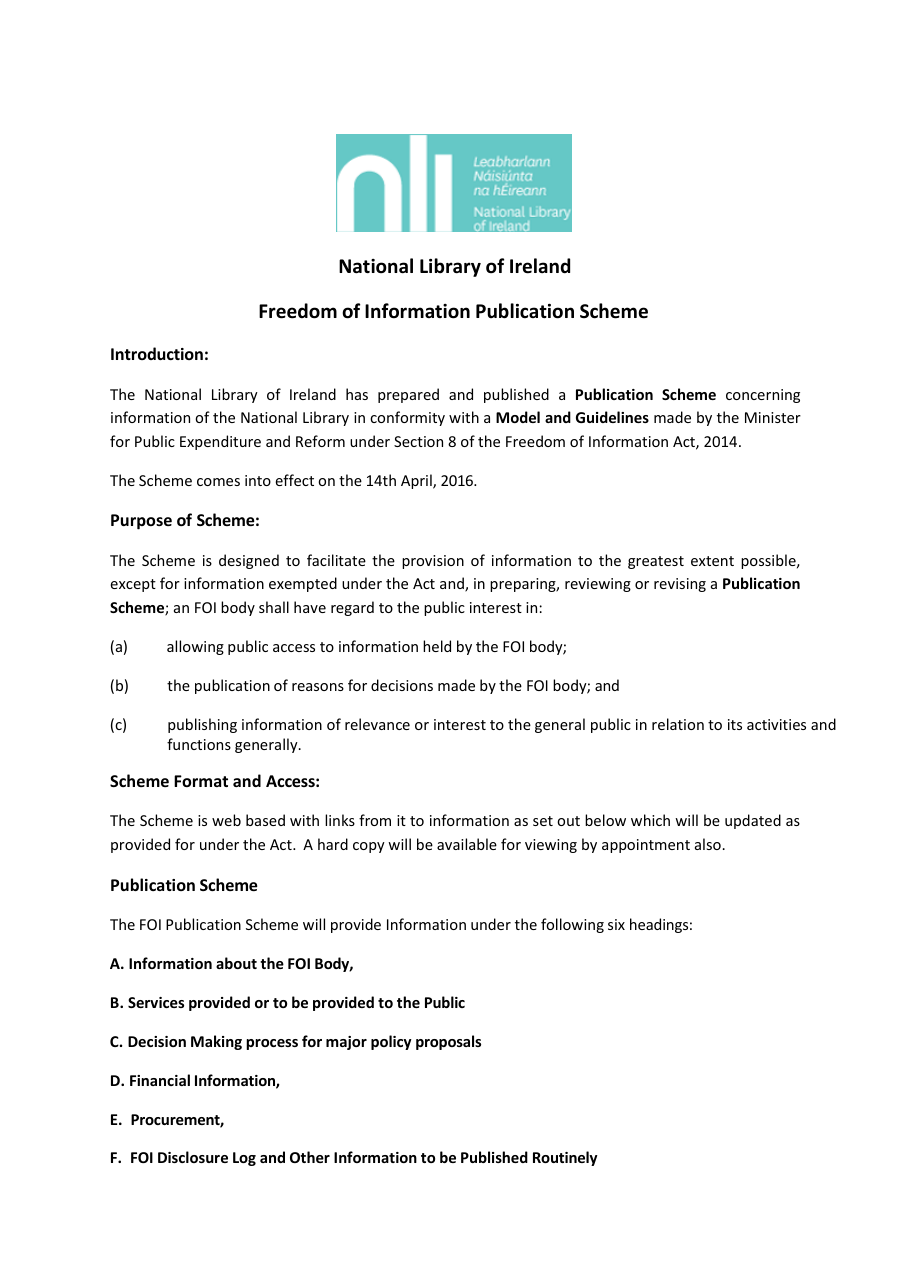 nli
Leabharlann
Náisiúnta
na hÉireann
National Library
of Ireland
National Library of Ireland
Freedom of Information Publication Scheme
Introduction:
The National Library of Ireland has prepared and published a Publication Scheme concerning
information of the National Library in conformity with a Model and Guidelines made by the Minister
for Public Expenditure and Reform under Section 8 of the Freedom of Information Act, 2014.
The Scheme comes into effect on the 14th April, 2016.
Purpose of Scheme:
The Scheme is designed to facilitate the provision of information to the greatest extent possible,
except for information exempted under the Act and, in preparing, reviewing or revising a Publication
Scheme; an FOI body shall have regard to the public interest in:
(a) allowing public access to information held by the FOI body;
(b) the publication of reasons for decisions made by the FOI body; and
(c) publishing information of relevance or interest to the general public in relation to its activities and
functions generally.
Scheme Format and Access:
The Scheme is web based with links from it to information as set out below which will be updated as
provided for under the Act. A hard copy will be available for viewing by appointment also.
Publication Scheme
The FOI Publication Scheme will provide Information under the following six headings:
A. Information about the FOI Body,
B. Services provided or to be provided to the Public
C. Decision Making process for major policy proposals
D. Financial Information,
E. Procurement,
F. FOI Disclosure Log and Other Information to be Published Routinely